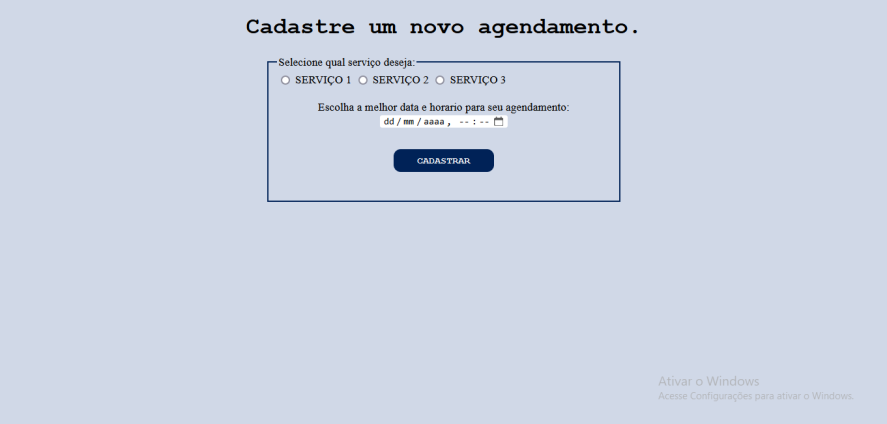 Cadastre um novo agendamento.
Selecione qual serviço deseja:
SERVIÇO 1 SERVIÇO 2 SERVIÇO 3
Escolha a melhor data e horario para seu agendamento:
dd/mm/aaaa, --:--
CADASTRAR
Ativar o Windows
Acesse Configurações para ativar o Windows.